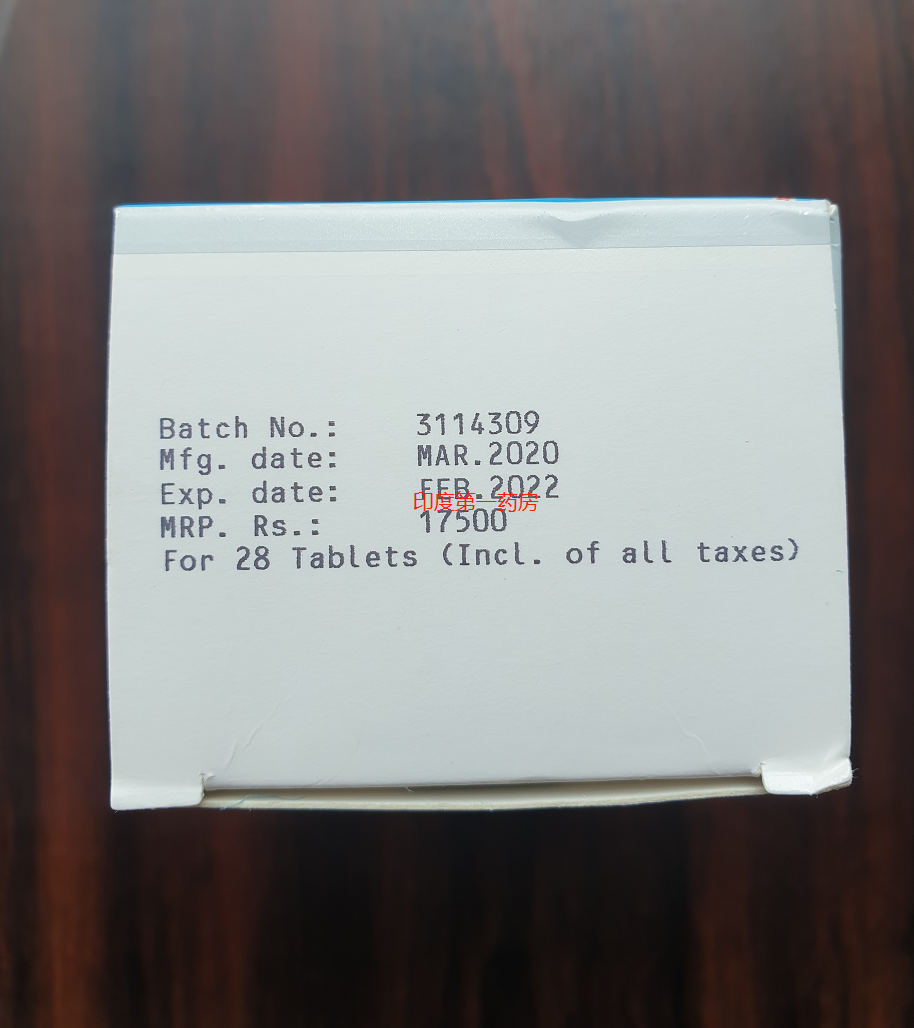 Batch No.: 3114309
Mfg. date: MAR.2020
Exp. date: FEB.2022
印度第一药房
MRP. Rs.: 17500
For 28 Tablets (Incl. of all taxes)